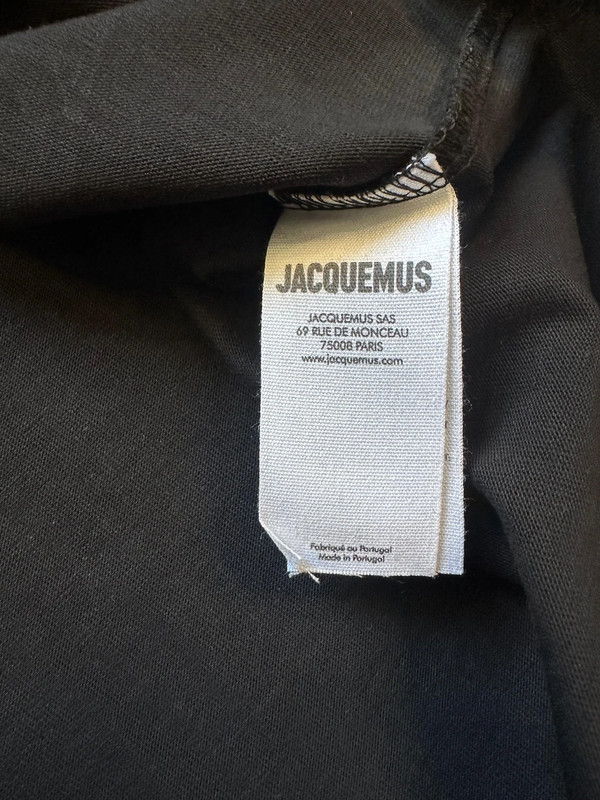 JACQUEMUS
JACQUEMUS SAS
69 RUE DE MONCEAU
75008 PARIS
www.jacquemus.com
Fabriqué au Portugal
Made in Portugal